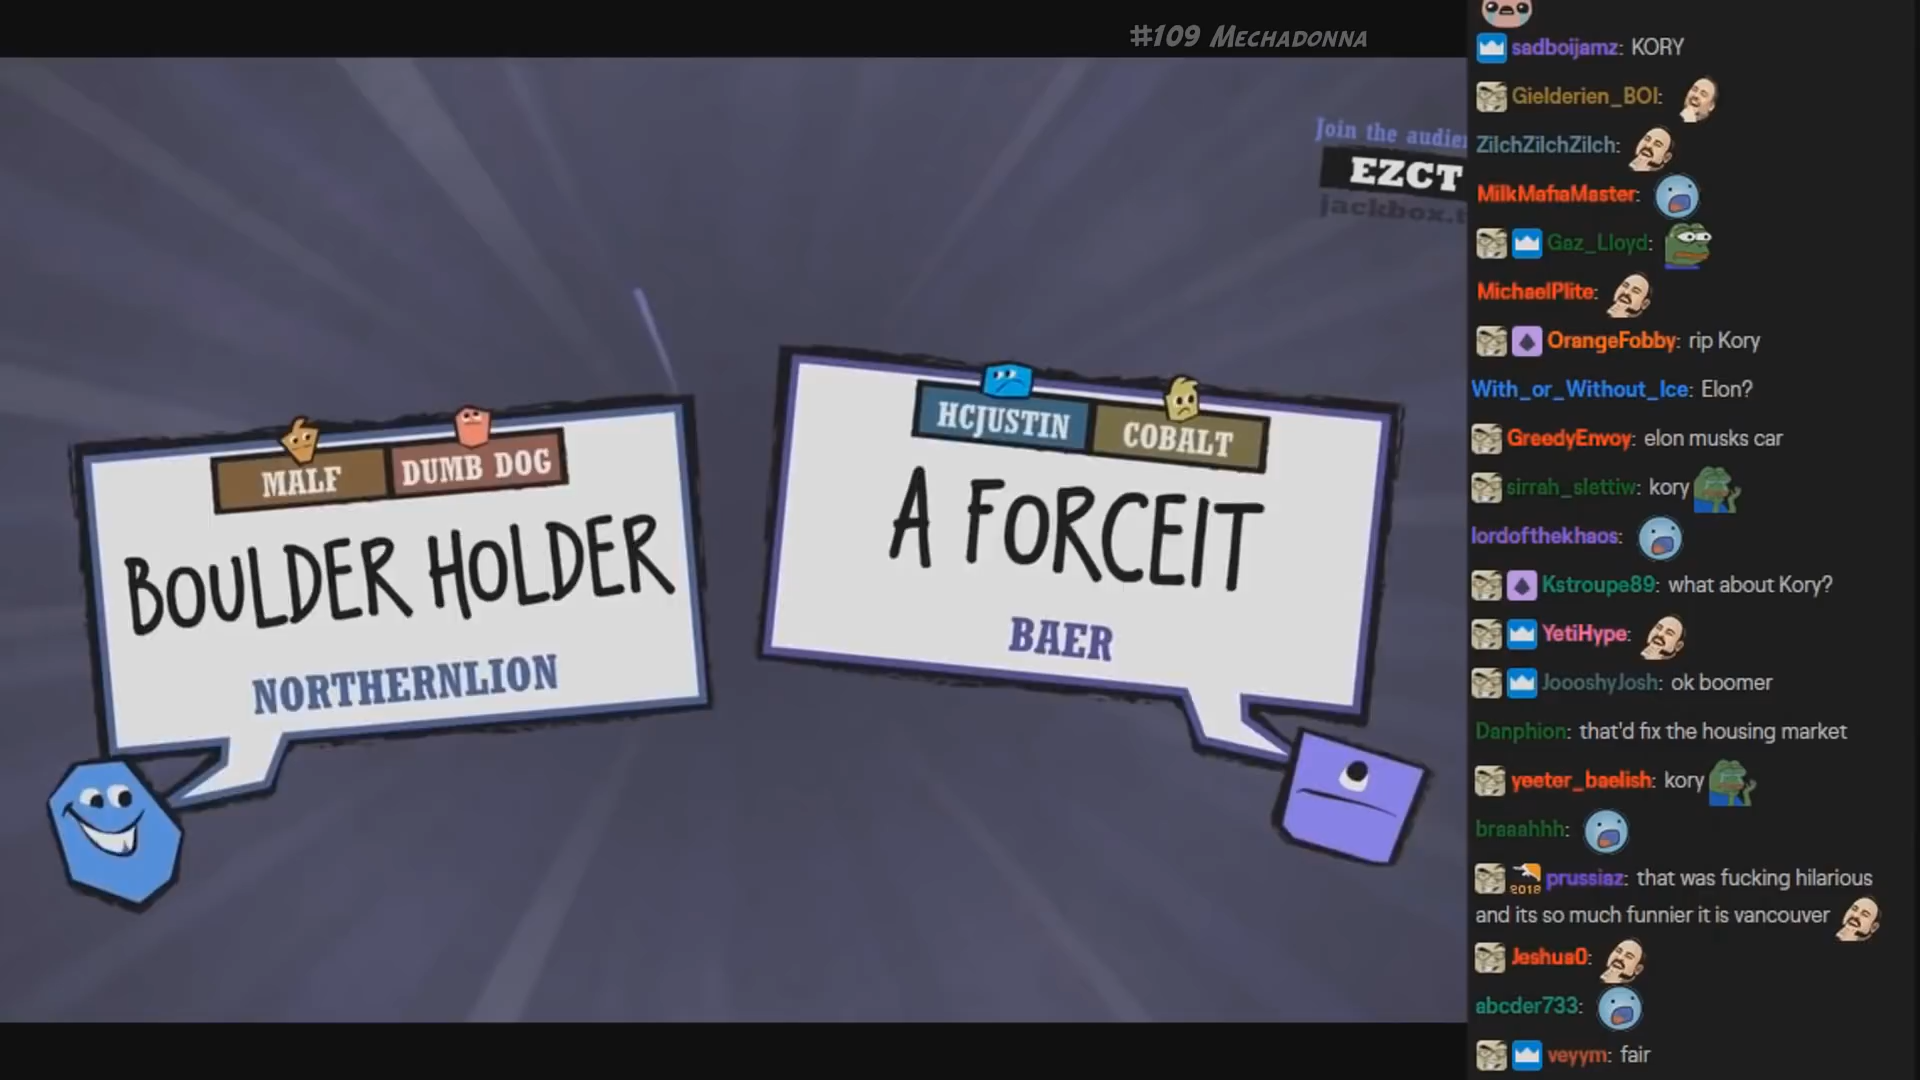 #109 Mechadonna
Join the audien
EZCT
jackbox.t
MALF
DUMB DOG
BOULDER HOLDER
NORTHERNLION
HCJUSTIN
COBALT
A FORCEIT
BAER
sadboijamz: KORY
Gielderien_BOI:
ZilchZilchZilch:
MilkMafiaMaster:
Gaz_Lloyd:
MichaelPlite:
OrangeFobby: rip Kory
With_or_Without_Ice: Elon?
GreedyEnvoy: elon musks car
sirrah_slettiw: kory
lordofthekhaos:
Kstroupe89: what about Kory?
YetiHype:
JoooshyJosh: ok boomer
Danphion: that'd fix the housing market
yeeter_baelish: kory
braaahhh:
2018 prussiaz: that was fucking hilarious
and its so much funnier it is vancouver
Jeshua0:
abcder733:
veyym: fair